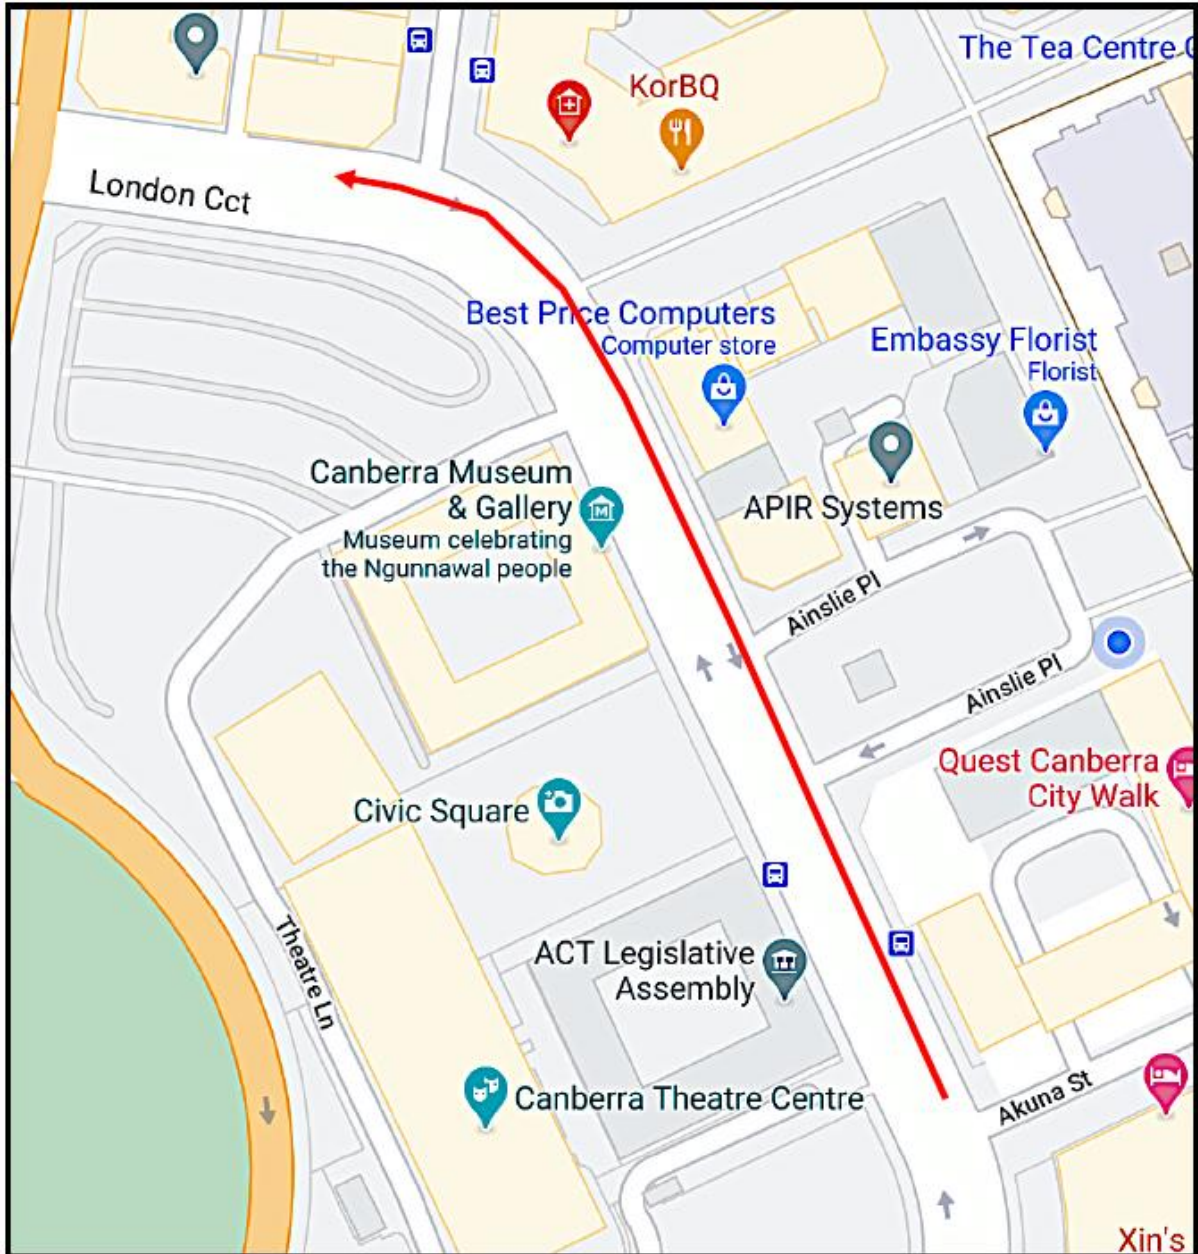 The Tea Centre C
KorBQ
London Cct
Best Price Computers
Computer store
Embassy Florist
Florist
Canberra Museum
& Gallery
Museum celebrating
the Ngunnawal people
APIR Systems
Ainslie Pl
Ainslie Pl
Quest Canberra
City Walk
Civic Square
Theatre Ln
ACT Legislative
Assembly
Canberra Theatre Centre
Akuna St
Xin's